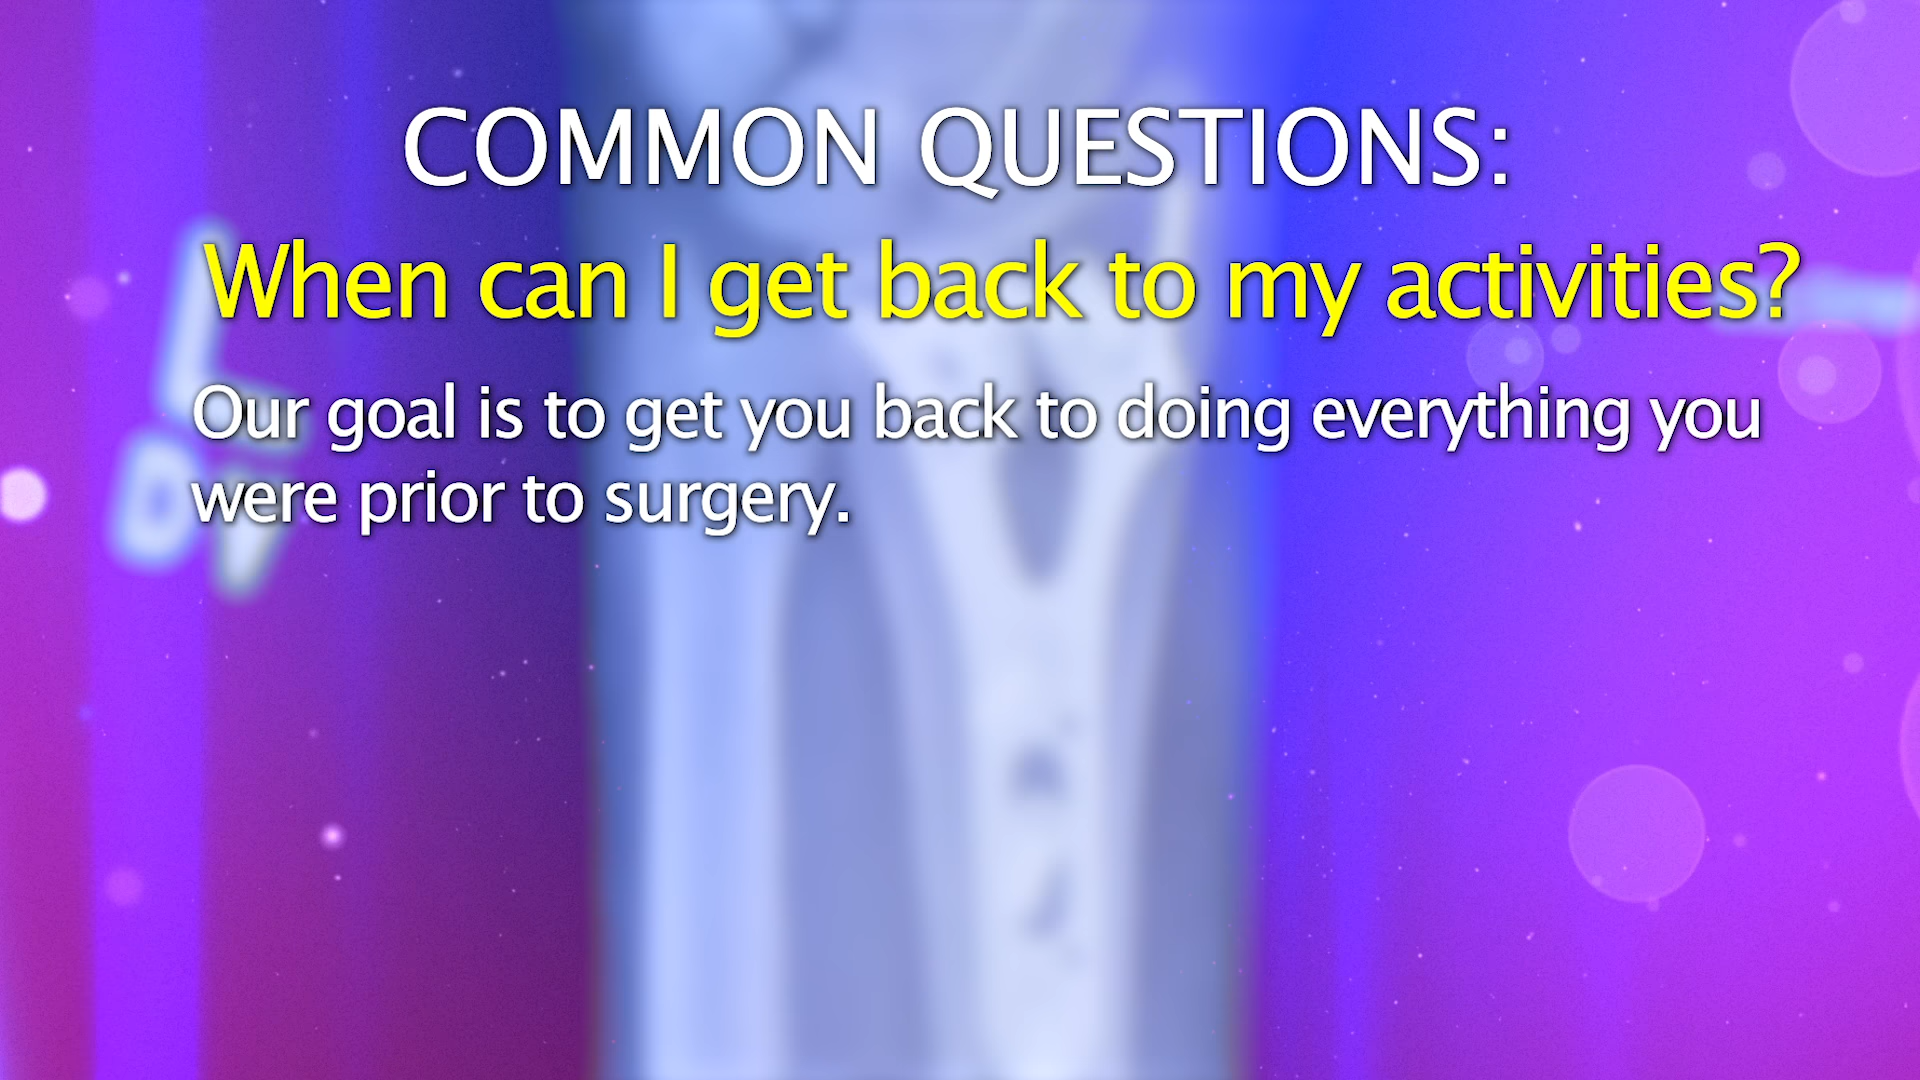 COMMON QUESTIONS:
When can I get back to my activities?
Our goal is to get you back to doing everything you
were prior to surgery.
L
DV